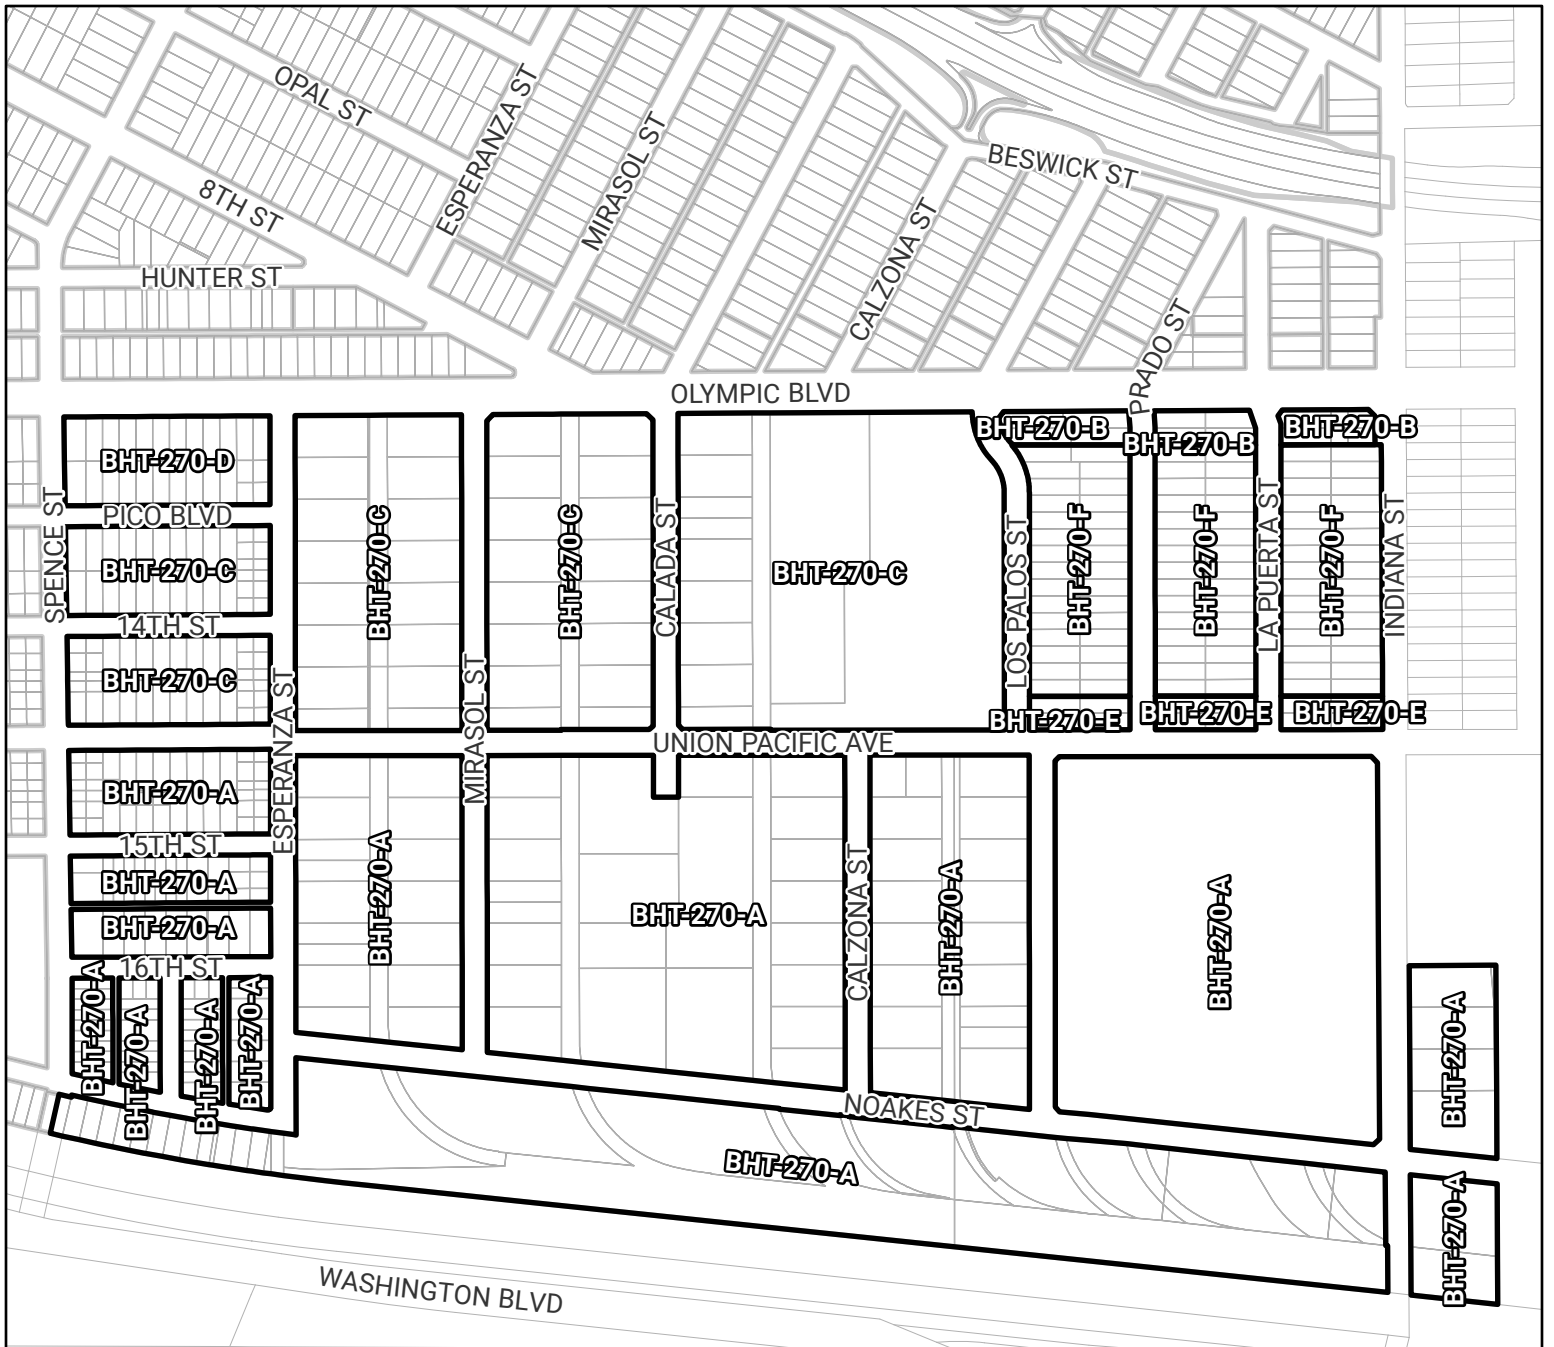 OPAL ST
ESPERANZA ST
MIRASOL ST
BESWICK ST
8TH ST
CALZONA ST
HUNTER ST
PRADO ST
OLYMPIC BLVD
BHT-270-B
BHT-270-B
BHT-270-B
BHT-270-D
PICO BLVD
SPENCE ST
BHT-270-C
BHT-270-C
BHT-270-C
CALADA ST
BHT-270-C
LOS PALOS ST
BHT-270-F
BHT-270-F
LA PUERTA ST
BHT-270-F
INDIANA ST
14TH ST
BHT-270-C
ESPERANZA ST
MIRASOL ST
BHT-270-E
BHT-270-E
BHT-270-E
UNION PACIFIC AVE
BHT-270-A
15TH ST
BHT-270-A
BHT-270-A
16TH ST
BHT-270-A
BHT-270-A
CALZONA ST
BHT-270-A
BHT-270-A
BHT-270-A
BHT-270-A
BHT-270-A
BHT-270-A
BHT-270-A
NOAKES ST
BHT-270-A
BHT-270-A
BHT-270-A
WASHINGTON BLVD